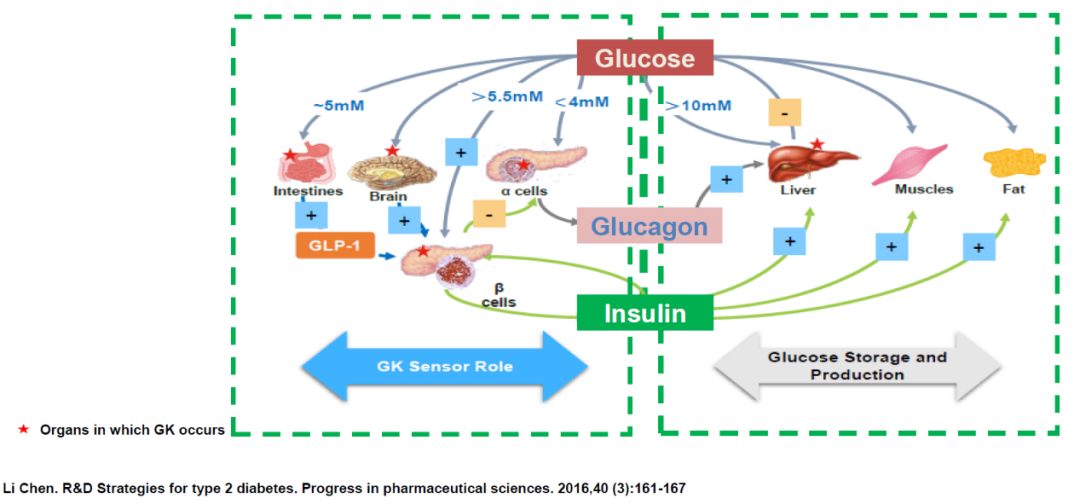 Glucose
~5mM
>5.5mM
<4mM
>10mM
-
+
Intestines
Brain
α cells
Liver
Muscles
Fat
+
+
-
+
Glucagon
GLP-1
+
+
+
β
cells
Insulin
GK Sensor Role
Glucose Storage and
Production
★ Organs in which GK occurs
Li Chen. R&D Strategies for type 2 diabetes. Progress in pharmaceutical sciences. 2016,40 (3):161-167